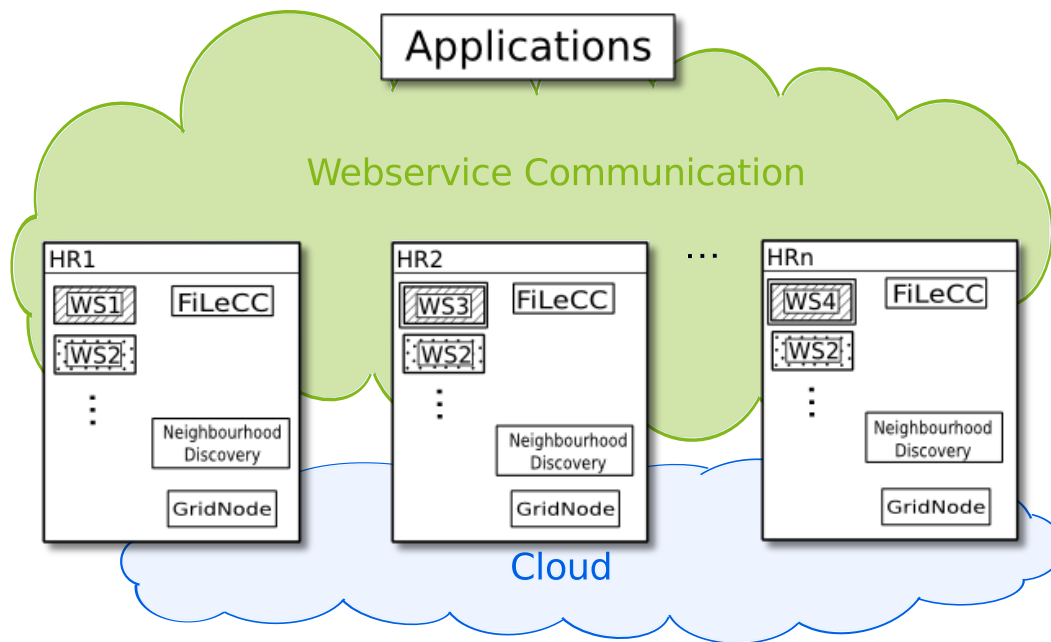 Applications
Webservice Communication
HR1
WS1
FiLeCC
WS2
⋮
Neighbourhood
Discovery
GridNode
HR2
WS3
FiLeCC
WS2
⋮
Neighbourhood
Discovery
GridNode
...
HRn
WS4
FiLeCC
WS2
⋮
Neighbourhood
Discovery
GridNode
Cloud